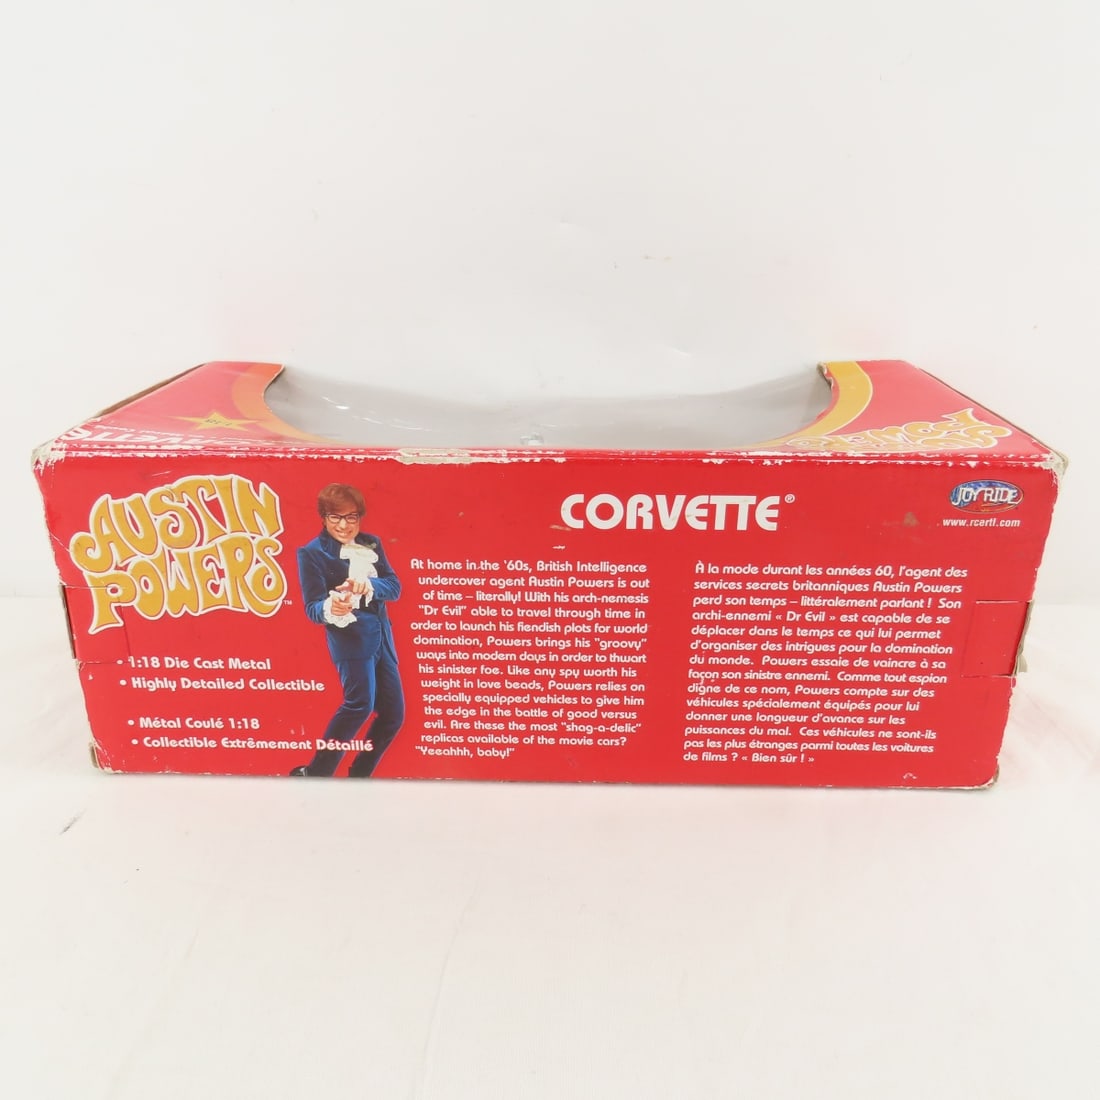 AUSTIN
POWERS™
• 1:18 Die Cast Metal
• Highly Detailed Collectible
• Métal Coulé 1:18
• Collectible Extrêmement Détaillé
CORVETTE®
At home in the '60s, British Intelligence
undercover agent Austin Powers is out
of time – literally! With his arch-nemesis
"Dr Evil" able to travel through time in
order to launch his fiendish plots for world
domination, Powers brings his "groovy"
ways into modern days in order to thwart
his sinister foe. Like any spy worth his
weight in love beads, Powers relies on
specially equipped vehicles to give him
the edge in the battle of good versus
evil. Are these the most "shag-a-delic"
replicas available of the movie cars?
"Yeeahhh, baby!"
JOY RIDE
www.rcertl.com
À la mode durant les années 60, l'agent des
services secrets britanniques Austin Powers
perd son temps – littéralement parlant ! Son
archi-ennemi « Dr Evil » est capable de se
déplacer dans le temps ce qui lui permet
d'organiser des intrigues pour la domination
du monde. Powers essaie de vaincre à sa
façon son sinistre ennemi. Comme tout espion
digne de ce nom, Powers compte sur des
véhicules spécialement équipés pour lui
donner une longueur d'avance sur les
puissances du mal. Ces véhicules ne sont-ils
pas les plus étranges parmi toutes les voitures
de films ? « Bien sûr ! »